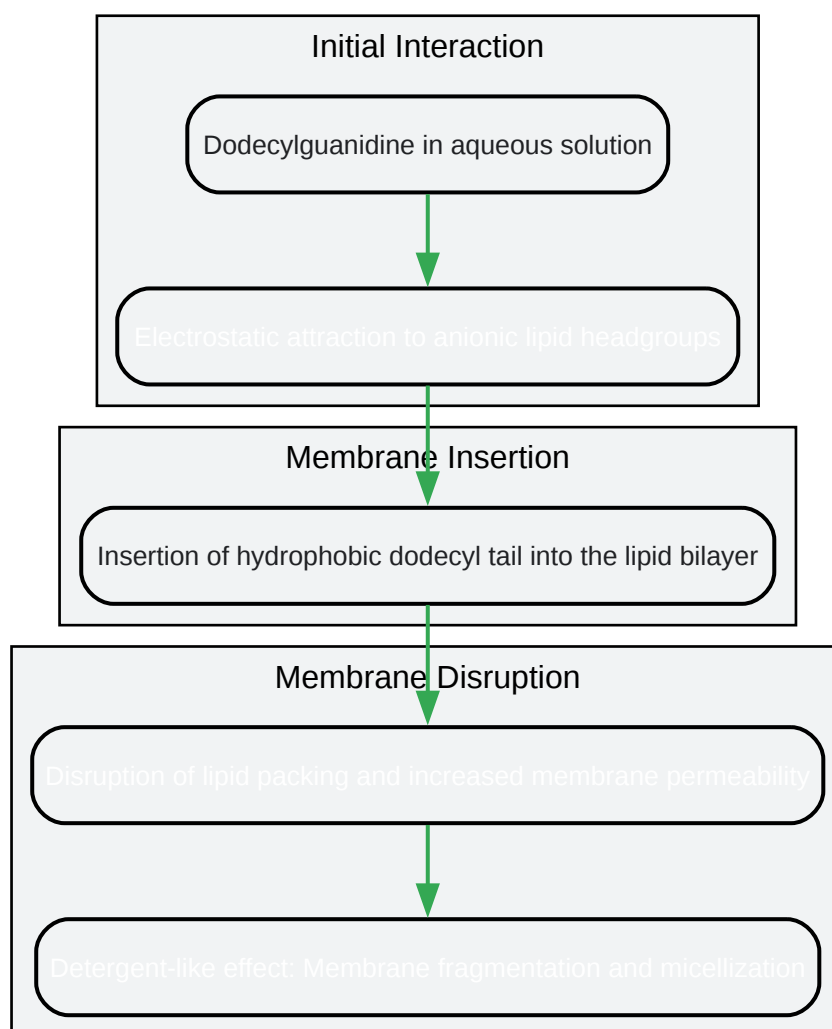 Initial Interaction
Dodecylguanidine in aqueous solution
Electrostatic attraction to anionic lipid headgroups
Membrane Insertion
Insertion of hydrophobic dodecyl tail into the lipid bilayer
Membrane Disruption
Disruption of lipid packing and increased membrane permeability
Detergent-like effect: Membrane fragmentation and micellization